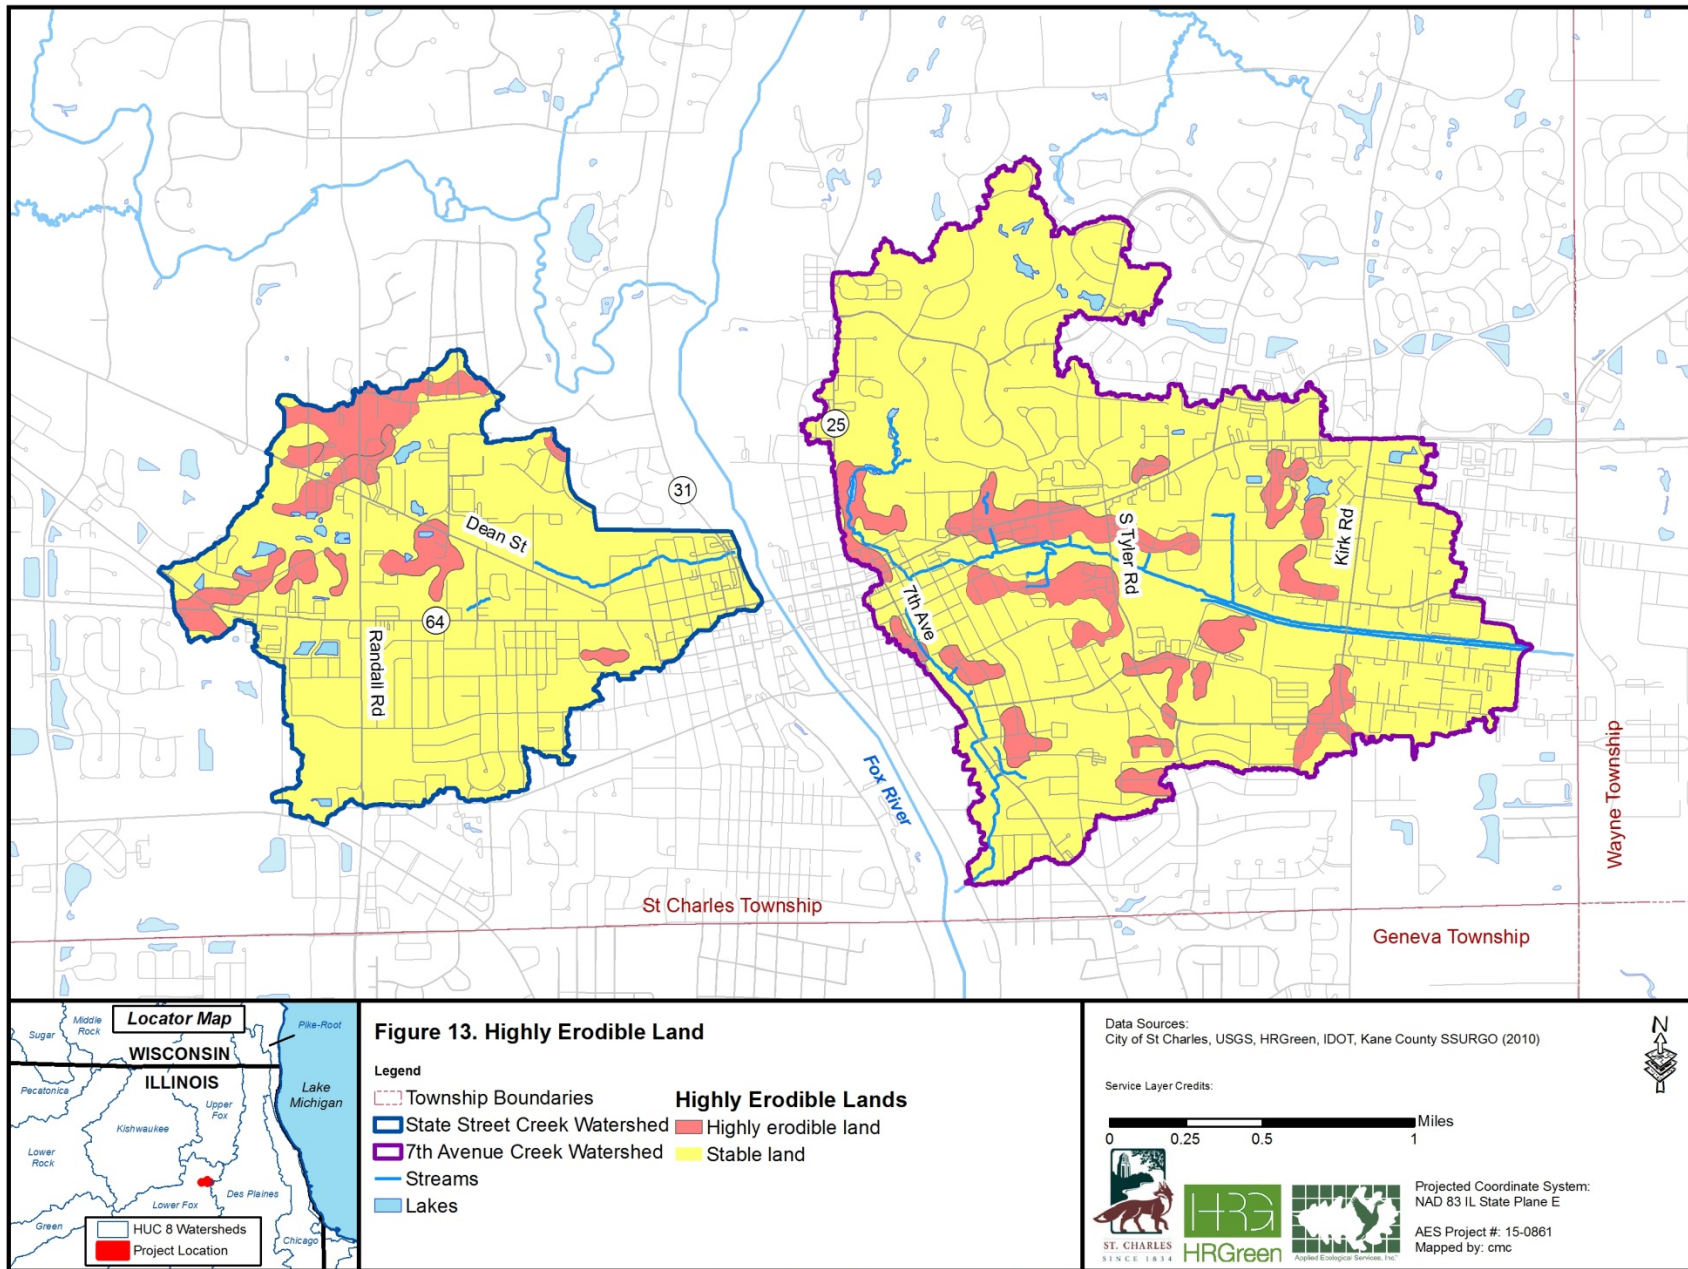 25
31
Dean St
S Tyler Rd
Kirk Rd
7th Ave
64
Randall Rd
Fox River
Wayne Township
St Charles Township
Geneva Township
Locator Map
Pike-Root
Middle
Rock
Sugar
WISCONSIN
ILLINOIS
Lake
Michigan
Pecatonica
Upper
Fox
Kishwaukee
Lower
Rock
Des Plaines
Lower Fox
Green
Chicago
HUC 8 Watersheds
Project Location
Figure 13. Highly Erodible Land
Legend
Township Boundaries
State Street Creek Watershed
7th Avenue Creek Watershed
Streams
Lakes
Highly Erodible Lands
Highly erodible land
Stable land
Data Sources:
City of St Charles, USGS, HRGreen, IDOT, Kane County SSURGO (2010)
Service Layer Credits:
N
Miles
0 0.25 0.5 1
ST. CHARLES
SINCE 1834
HRG
HRGreen
Applied Ecological Services, Inc.
Projected Coordinate System:
NAD 83 IL State Plane E
AES Project #: 15-0861
Mapped by: cmc